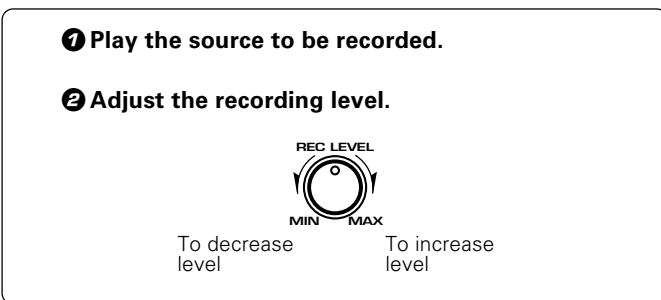 ❶ Play the source to be recorded.
❷ Adjust the recording level.
REC LEVEL
MIN MAX
To decrease To increase
level level